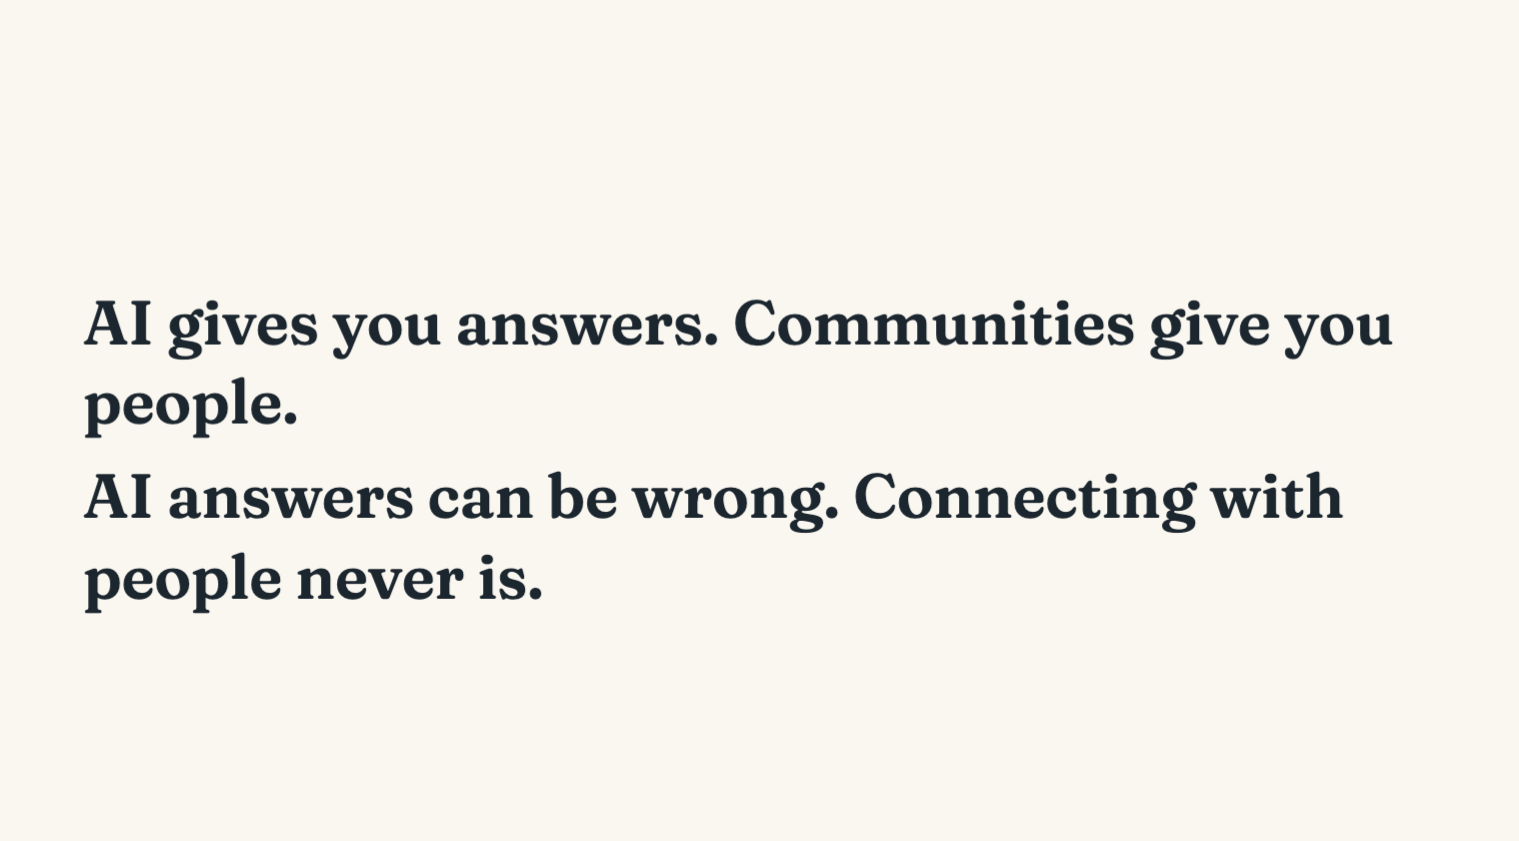 AI gives you answers. Communities give you
people.
AI answers can be wrong. Connecting with
people never is.